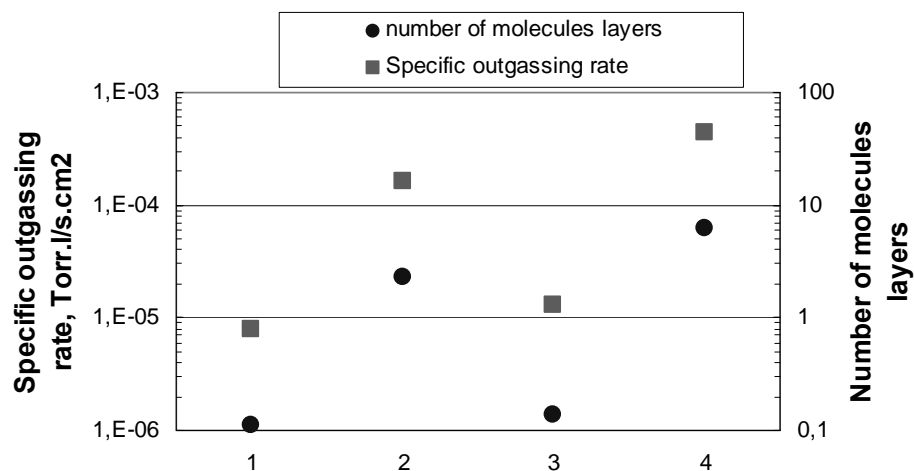 number of molecules layers
Specific outgassing rate
1,E-03
1,E-04
1,E-05
1,E-06
Specific outgassing
rate, Torr.l/s.cm2
100
10
1
0,1
Number of molecules
layers
1 2 3 4